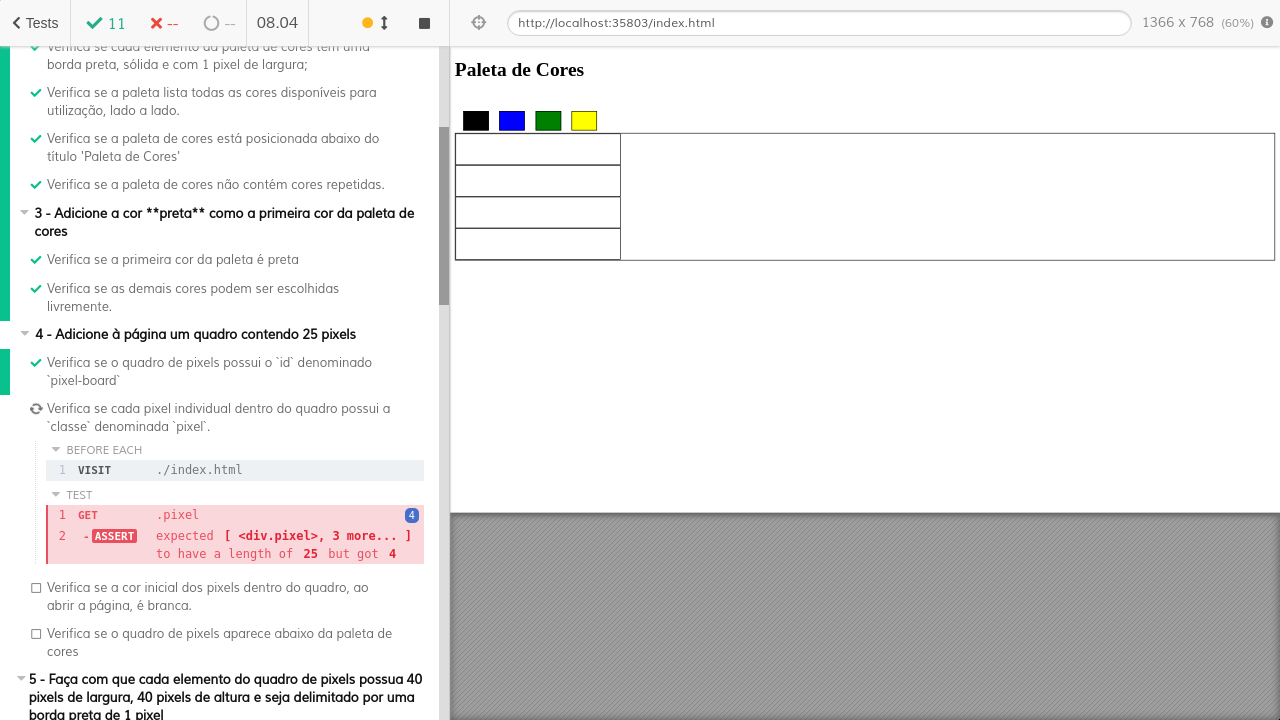 Tests
11
--
--
08.04
http://localhost:35803/index.html
1366 x 768 (60%)
Verifica se cada elemento da paleta de cores tem uma
borda preta, sólida e com 1 pixel de largura;
Verifica se a paleta lista todas as cores disponíveis para
utilização, lado a lado.
Verifica se a paleta de cores está posicionada abaixo do
título 'Paleta de Cores'
Verifica se a paleta de cores não contém cores repetidas.
3 - Adicione a cor **preta** como a primeira cor da paleta de
cores
Verifica se a primeira cor da paleta é preta
Verifica se as demais cores podem ser escolhidas
livremente.
4 - Adicione à página um quadro contendo 25 pixels
Verifica se o quadro de pixels possui o `id` denominado
`pixel-board`
Verifica se cada pixel individual dentro do quadro possui a
`classe` denominada `pixel`.
BEFORE EACH
1 VISIT ./index.html
TEST
1 GET .pixel 4
2 -ASSERT expected [ <div.pixel>, 3 more... ]
to have a length of 25 but got 4
Verifica se a cor inicial dos pixels dentro do quadro, ao
abrir a página, é branca.
Verifica se o quadro de pixels aparece abaixo da paleta de
cores
5 - Faça com que cada elemento do quadro de pixels possua 40
pixels de largura, 40 pixels de altura e seja delimitado por uma
borda preta de 1 pixel
Paleta de Cores